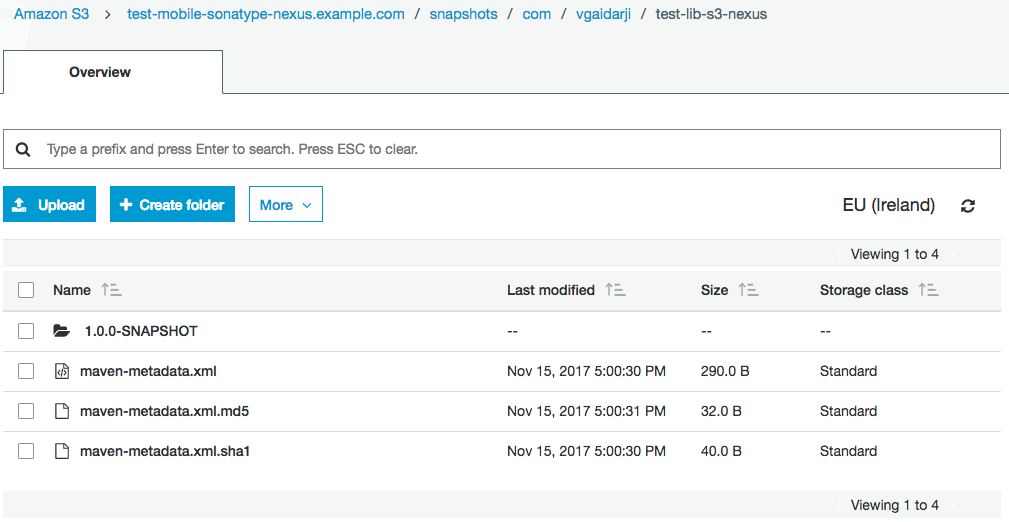 Amazon S3 > test-mobile-sonatype-nexus.example.com / snapshots / com / vgaidarji / test-lib-s3-nexus
Overview
Type a prefix and press Enter to search. Press ESC to clear.
Upload + Create folder More EU (Ireland)
Viewing 1 to 4
Name Last modified Size Storage class
1.0.0-SNAPSHOT -- -- --
maven-metadata.xml Nov 15, 2017 5:00:30 PM 290.0 B Standard
maven-metadata.xml.md5 Nov 15, 2017 5:00:31 PM 32.0 B Standard
maven-metadata.xml.sha1 Nov 15, 2017 5:00:30 PM 40.0 B Standard
Viewing 1 to 4